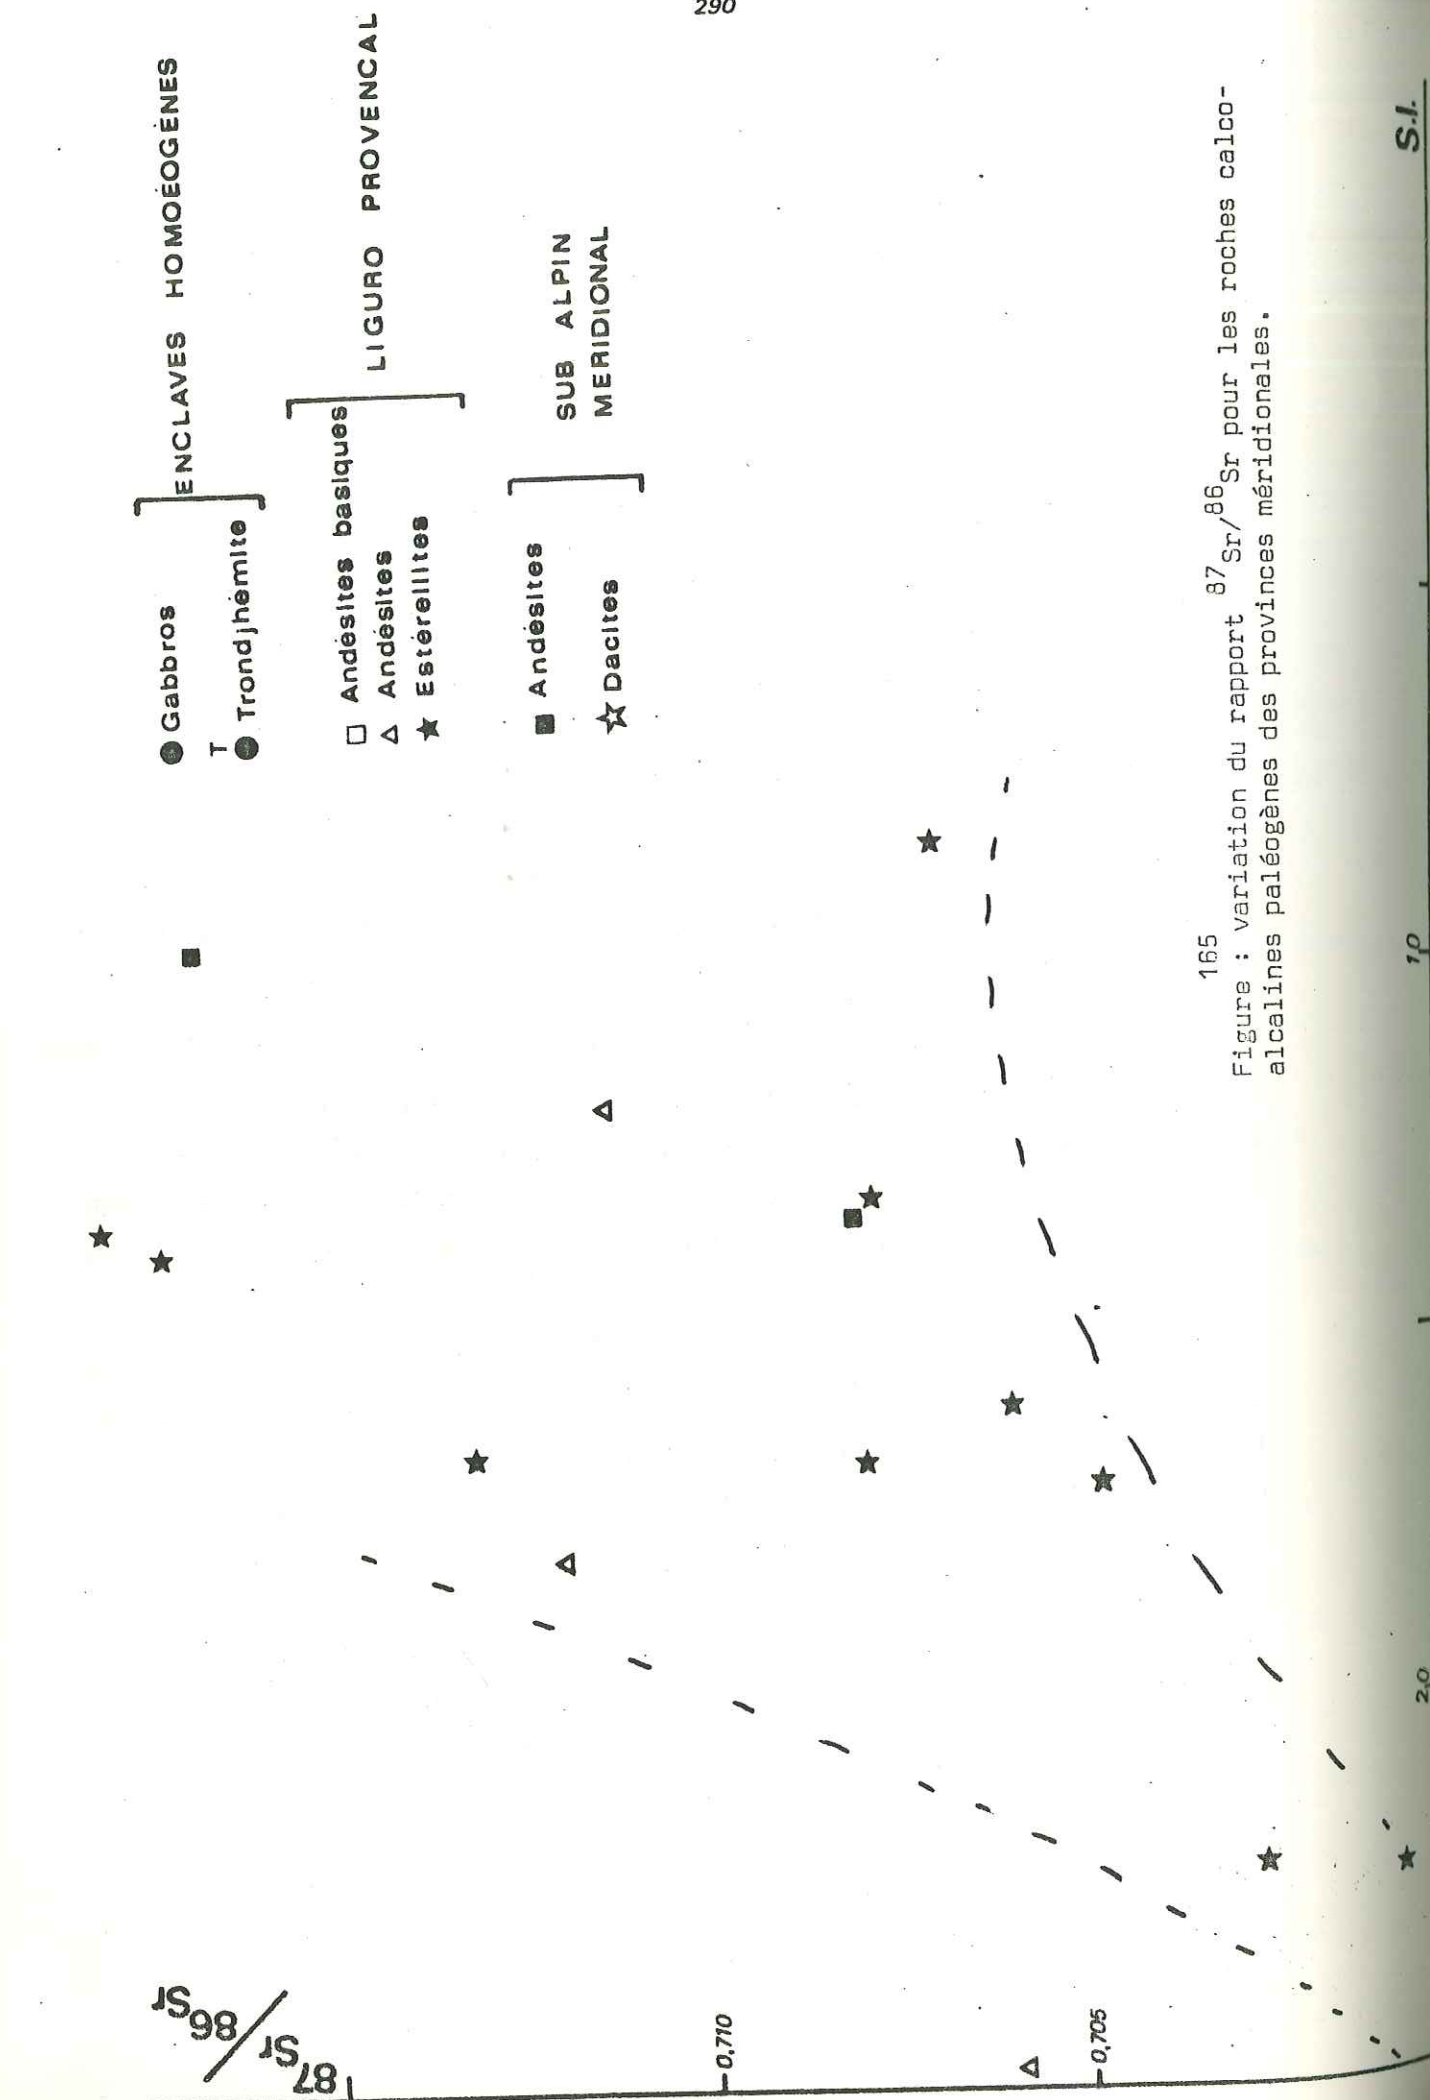 290
87Sr/86Sr
0,710
0,705
Gabbros
T
Trondjhémite
ENCLAVES HOMOÉOGÈNES
Andésites basiques
Andésites
Estérellites
LIGURO PROVENCAL
Andésites
Dacites
SUB ALPIN
MERIDIONAL
2,0
1,0
S.I.
165
Figure : variation du rapport 87Sr/86Sr pour les roches calco-
alcalines paléogènes des provinces méridionales.